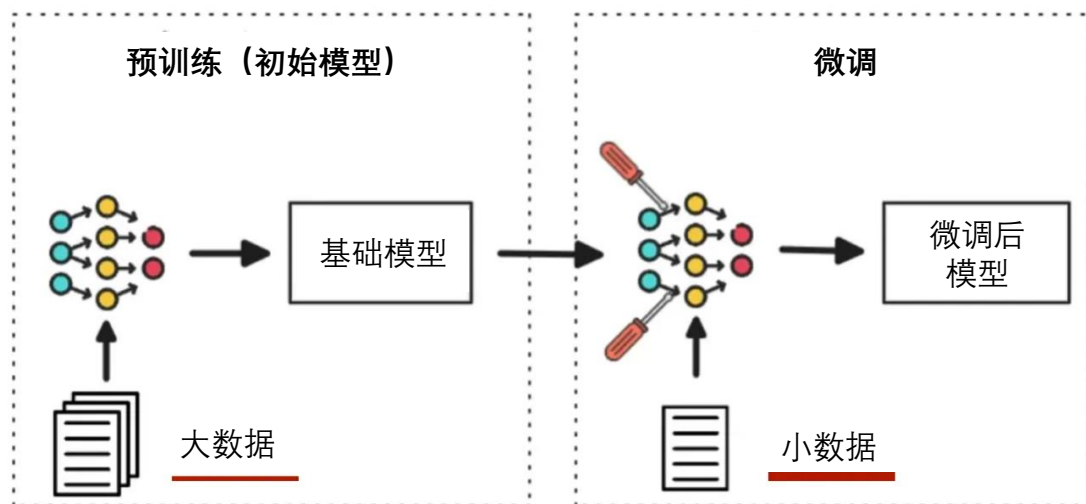 预训练（初始模型）
基础模型
大数据
微调
微调后
模型
小数据